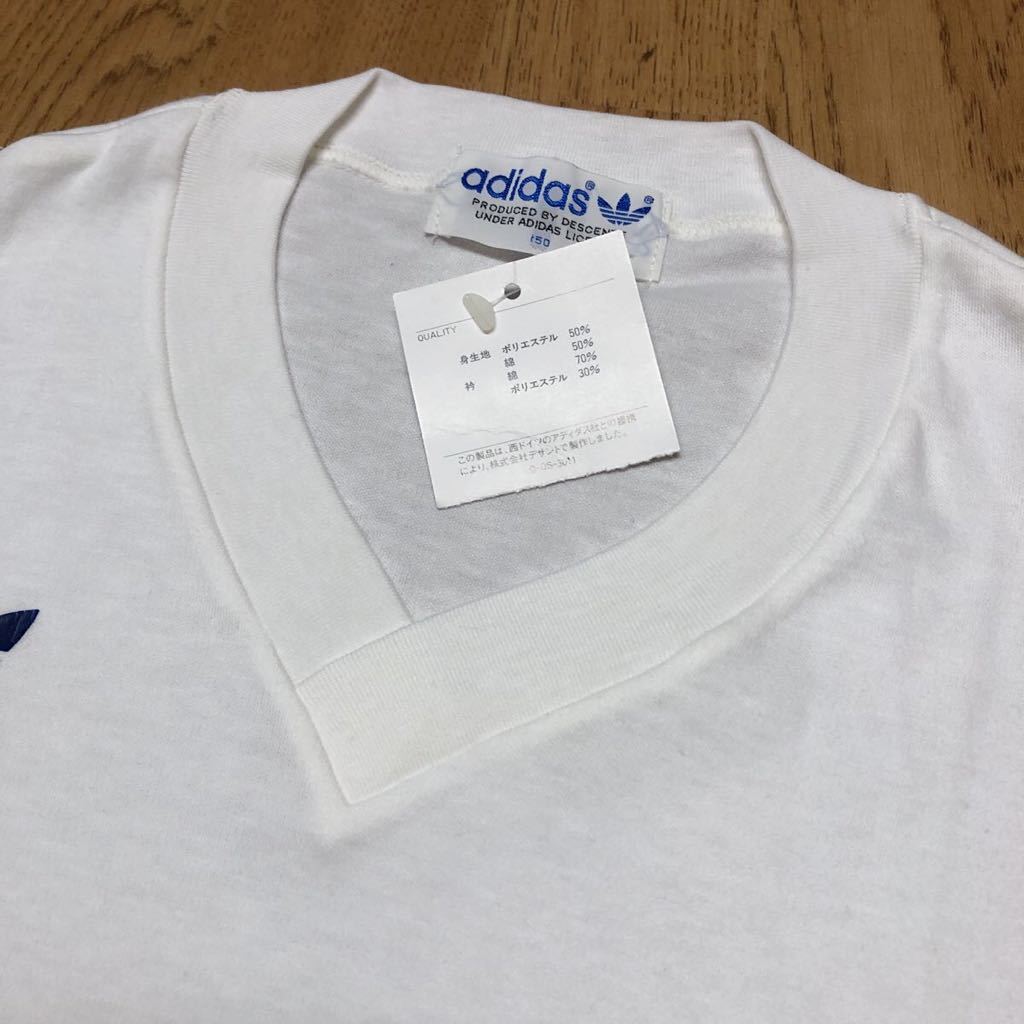 adidas®
PRODUCED BY DESCENTE
UNDER ADIDAS LICE
150
QUALITY
身生地 ポリエステル 50%
綿 50%
衿 綿 70%
ポリエステル 30%
この製品は、西ドイツのアディダス社との提携
により、株式会社デサントで製作しました。